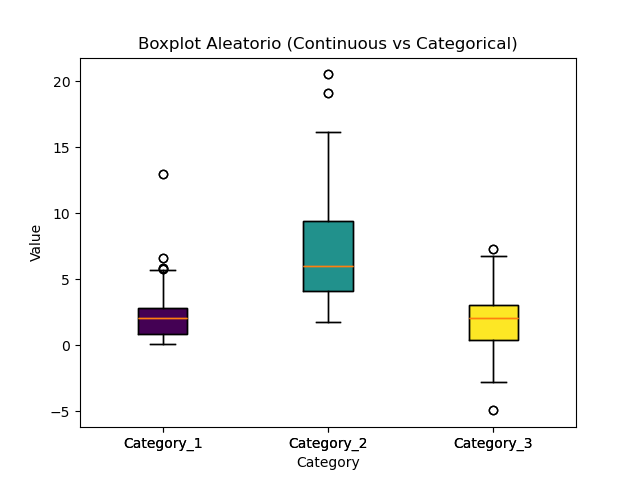 Boxplot Aleatorio (Continuous vs Categorical)
20
15
10
5
0
−5
Value
Category_1
Category_2
Category_3
Category